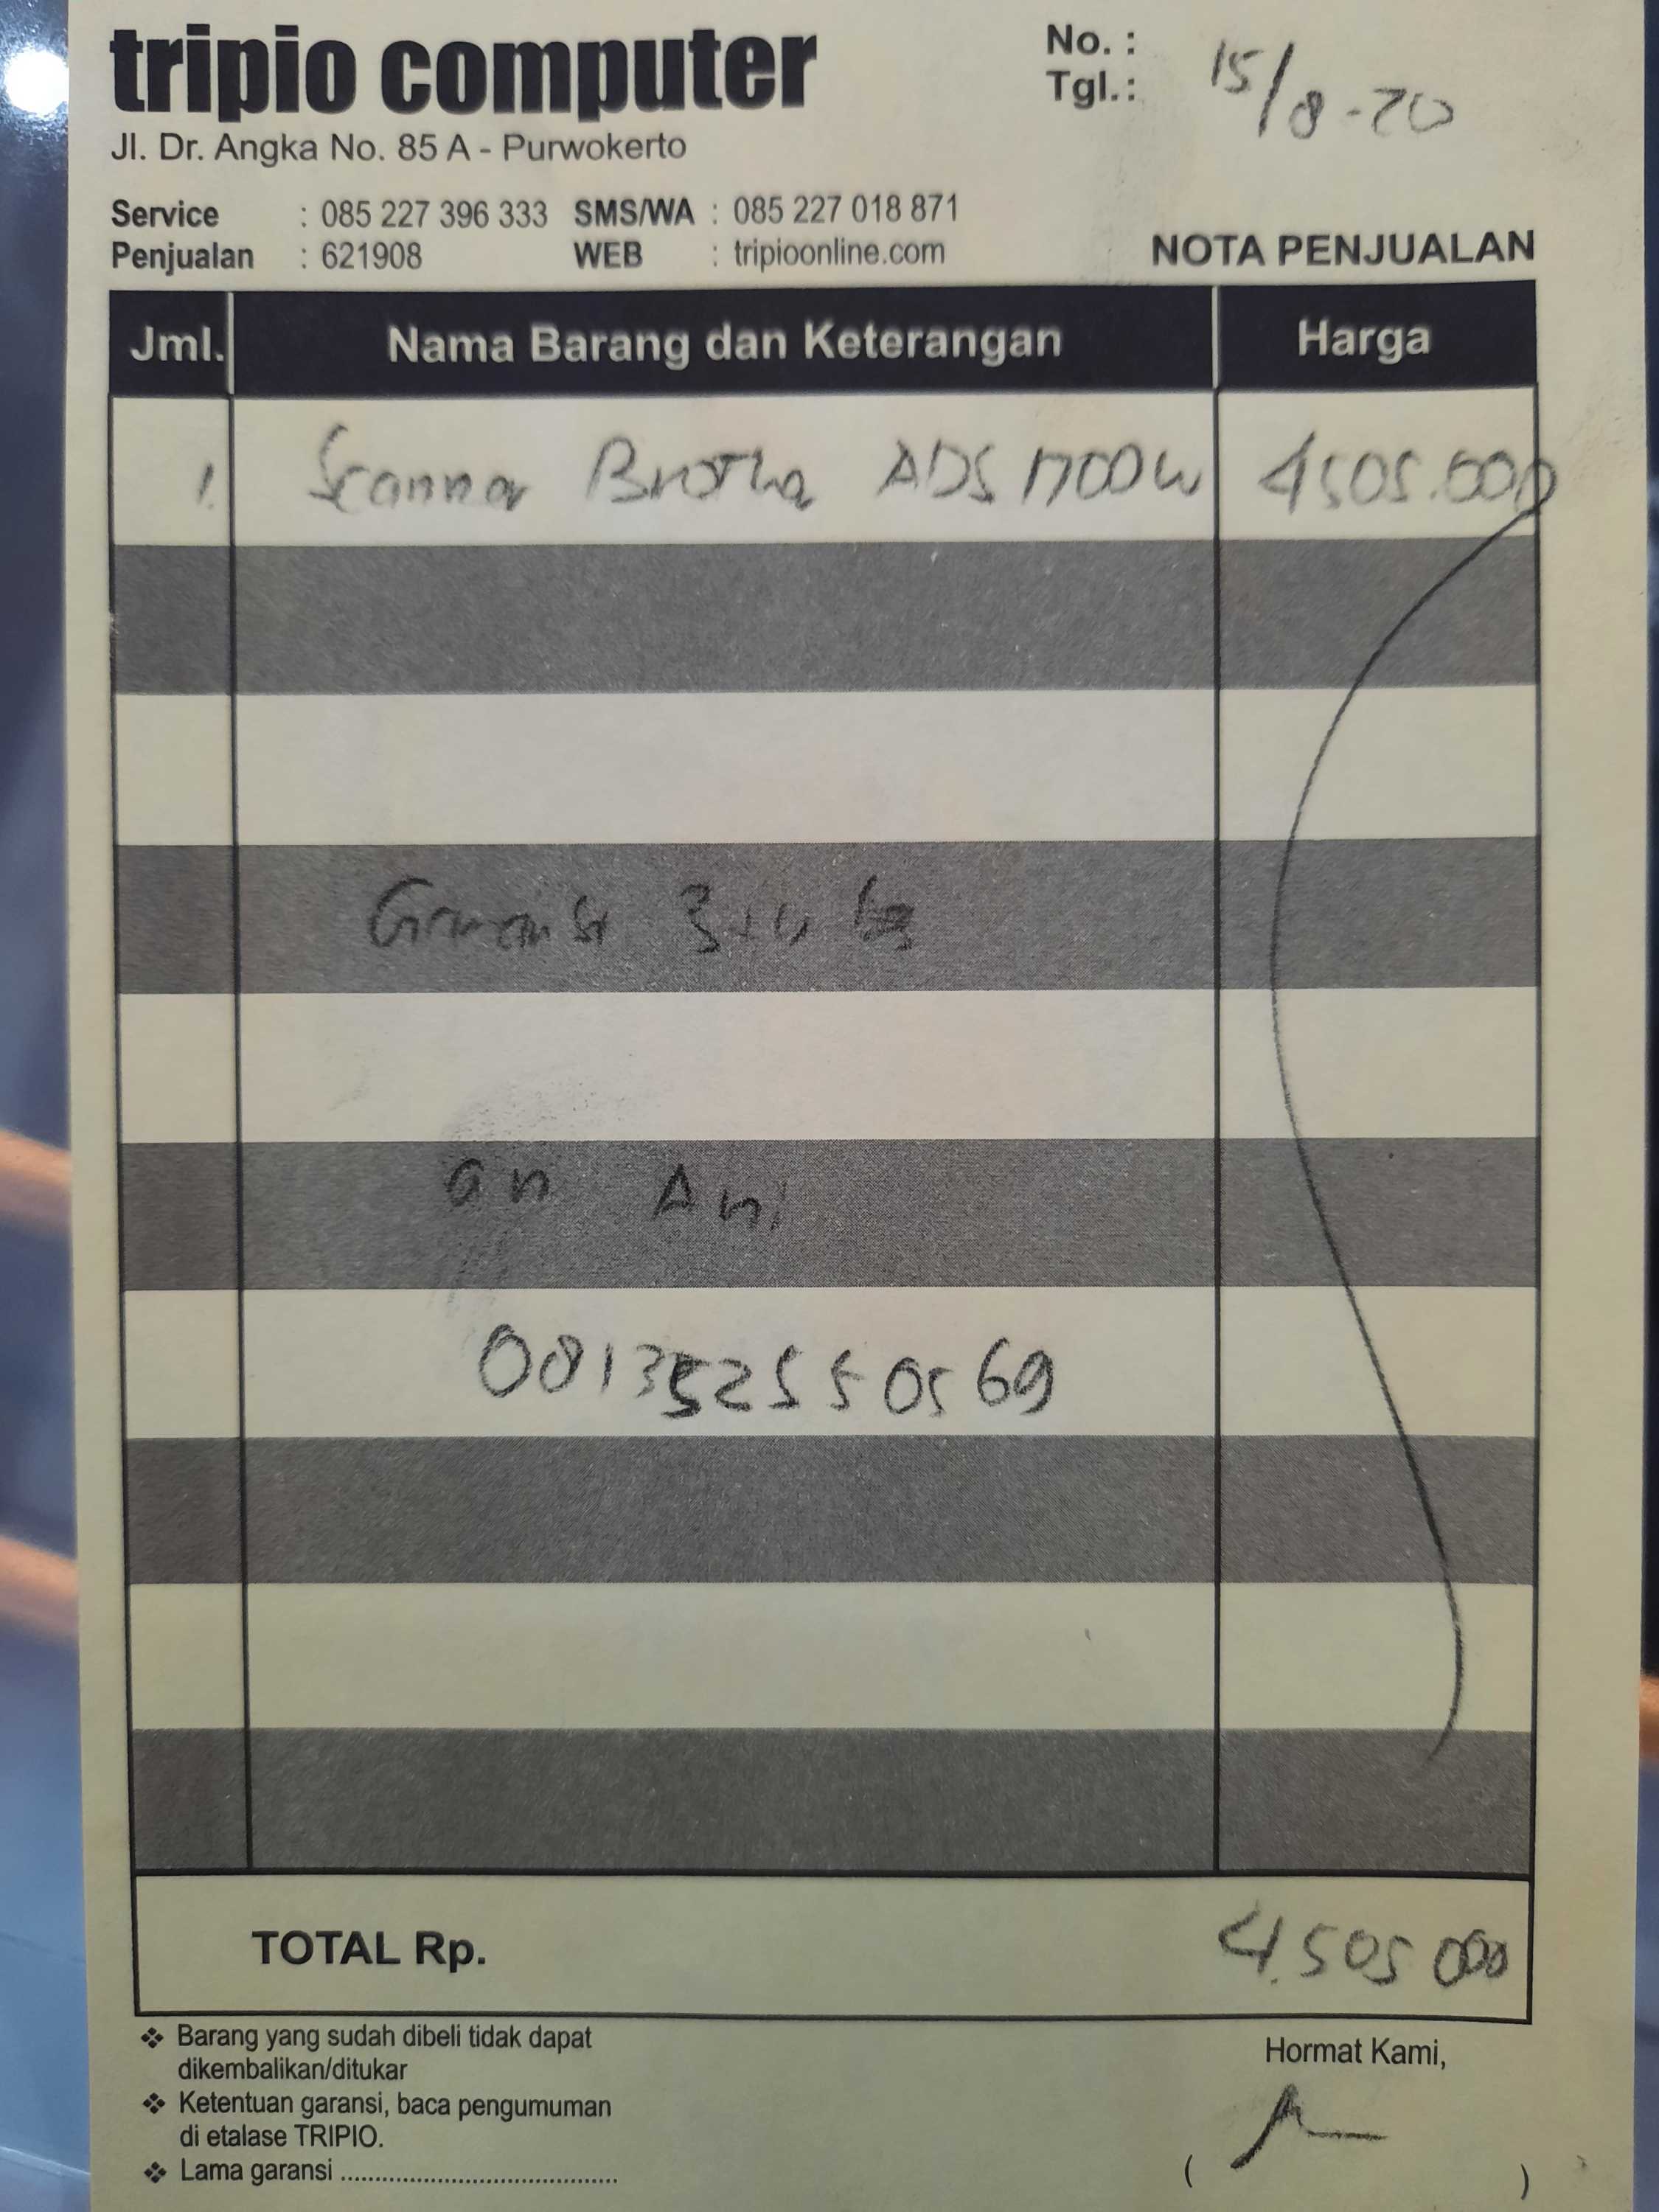 tripio computer
Jl. Dr. Angka No. 85 A - Purwokerto
No. :
Tgl. : 15/8-20
Service : 085 227 396 333 SMS/WA : 085 227 018 871
Penjualan : 621908 WEB : tripioonline.com
NOTA PENJUALAN
Jml. Nama Barang dan Keterangan Harga
1. Scanner Brother ADS 1700w 4505.000
an Ani
0813525550569
TOTAL Rp. 4.505 000
❖ Barang yang sudah dibeli tidak dapat
dikembalikan/ditukar
❖ Ketentuan garansi, baca pengumuman
di etalase TRIPIO.
❖ Lama garansi ........................................
Hormat Kami,
( )